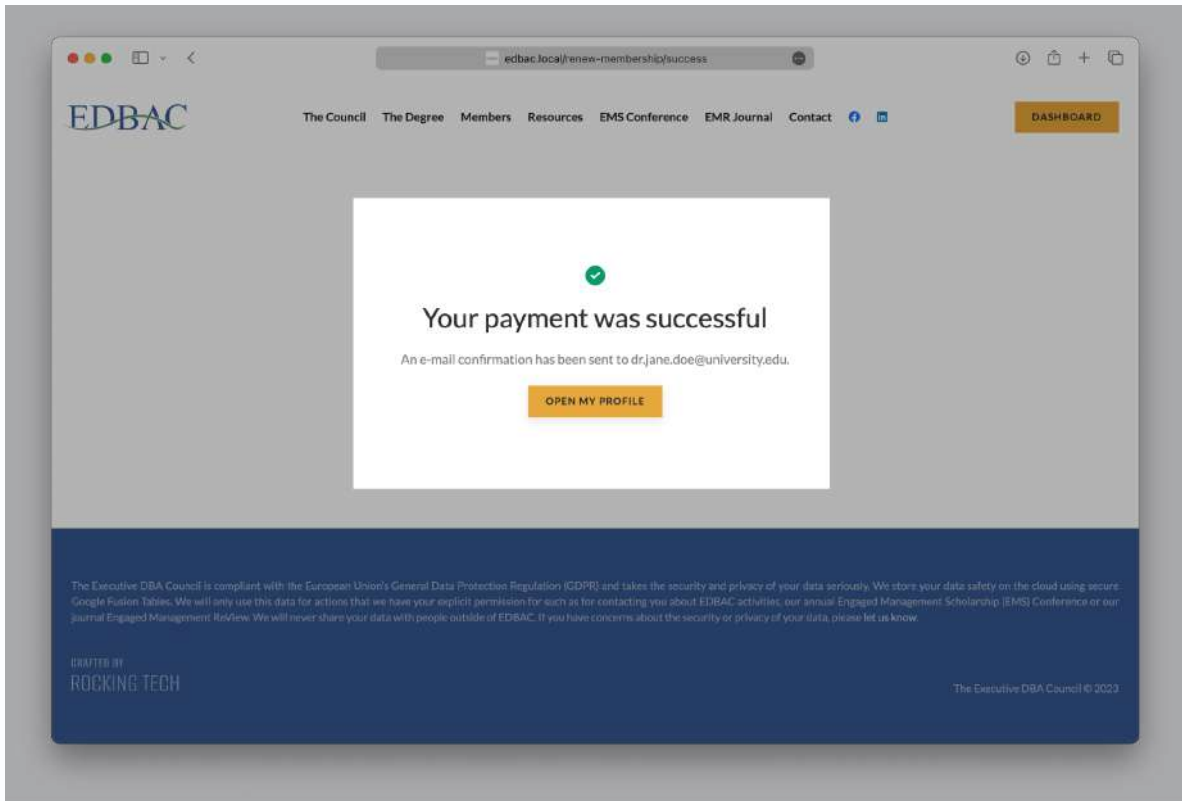 edbac.local/renew-membership/success
EDBAC
The Council The Degree Members Resources EMS Conference EMR Journal Contact
DASHBOARD
Your payment was successful
An e-mail confirmation has been sent to dr.jane.doe@university.edu.
OPEN MY PROFILE
The Executive DBA Council is compliant with the European Union's General Data Protection Regulation (GDPR) and takes the security and privacy of your data seriously. We store your data safely on the cloud using secure
Google Fusion Tables. We will only use this data for actions that we have your explicit permission for such as for contacting you about EDBAC activities, our annual Engaged Management Scholarship (EMS) Conference or our
journal Engaged Management ReView. We will never share your data with people outside of EDBAC. If you have concerns about the security or privacy of your data, please let us know.
CRAFTED BY
ROCKING TECH
The Executive DBA Council © 2023